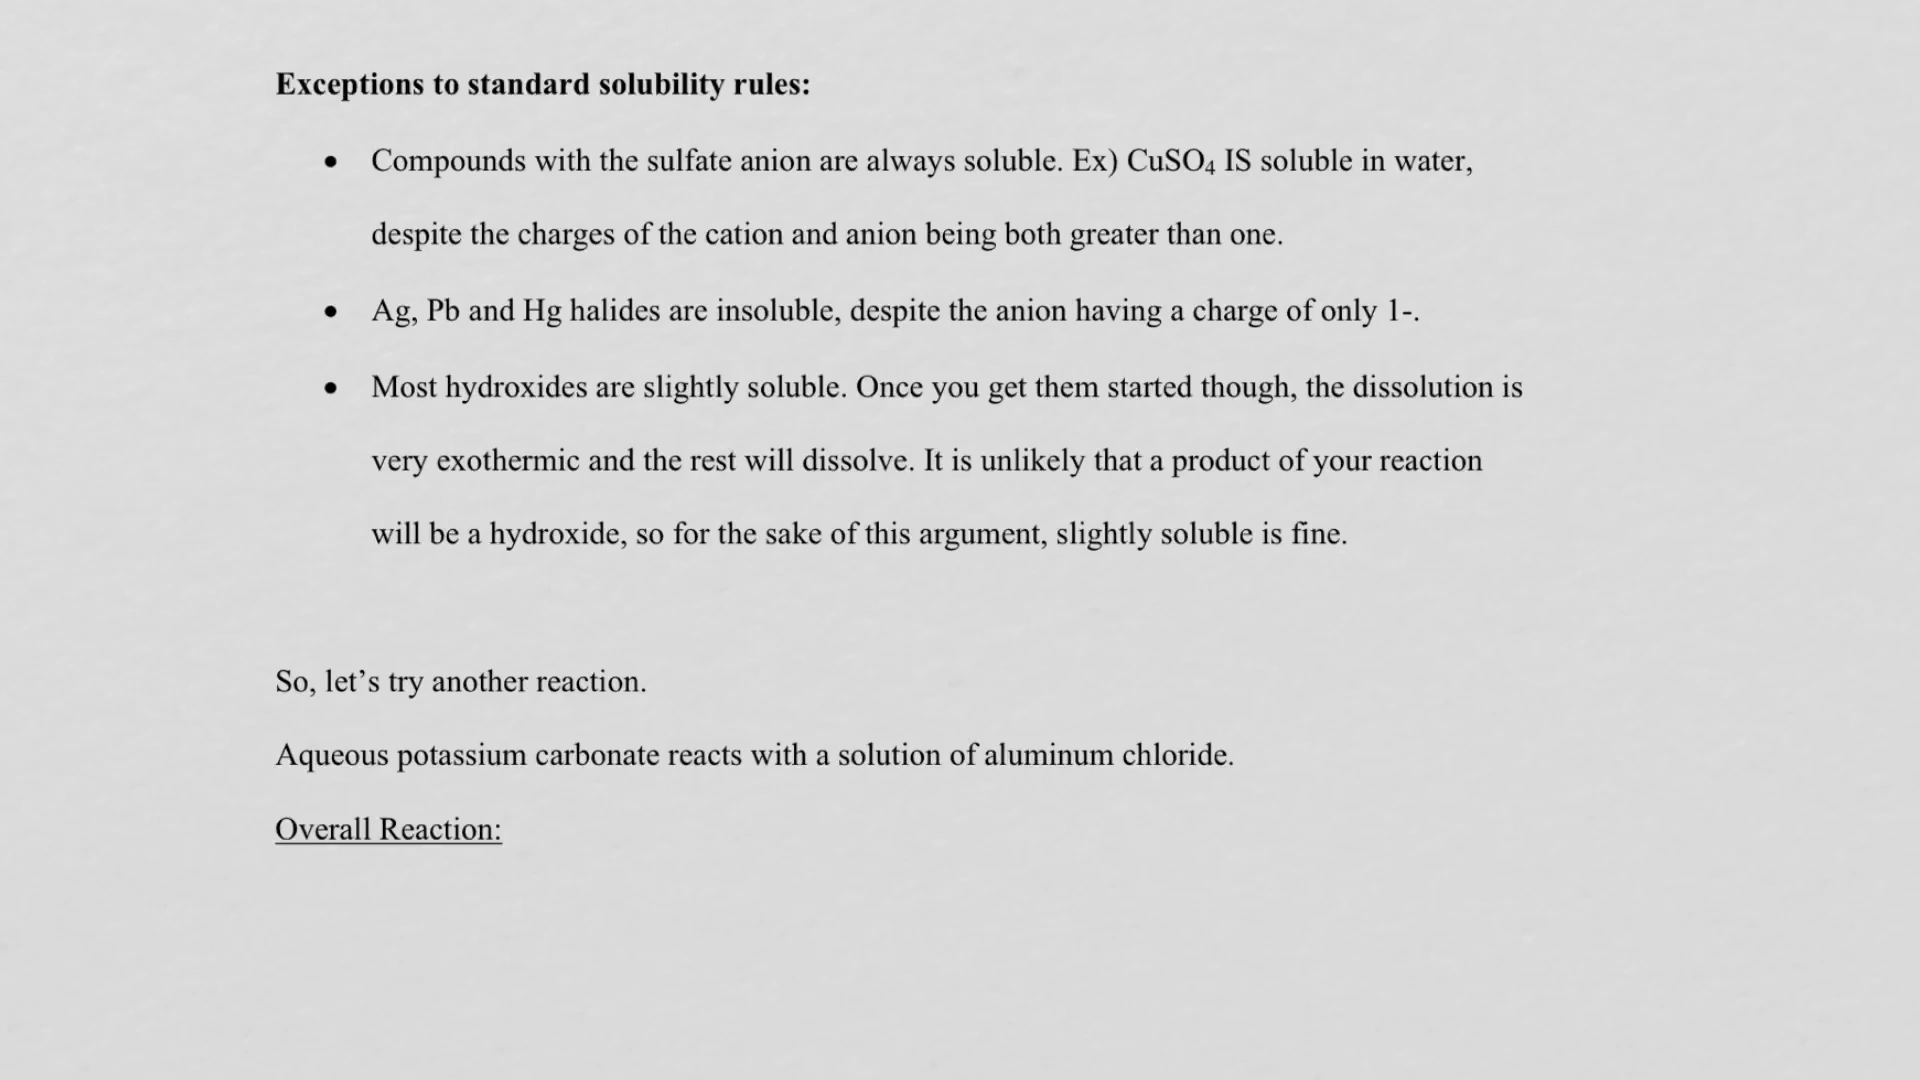 Exceptions to standard solubility rules:
• Compounds with the sulfate anion are always soluble. Ex) CuSO₄ IS soluble in water,
despite the charges of the cation and anion being both greater than one.
• Ag, Pb and Hg halides are insoluble, despite the anion having a charge of only 1-.
• Most hydroxides are slightly soluble. Once you get them started though, the dissolution is
very exothermic and the rest will dissolve. It is unlikely that a product of your reaction
will be a hydroxide, so for the sake of this argument, slightly soluble is fine.
So, let’s try another reaction.
Aqueous potassium carbonate reacts with a solution of aluminum chloride.
Overall Reaction: